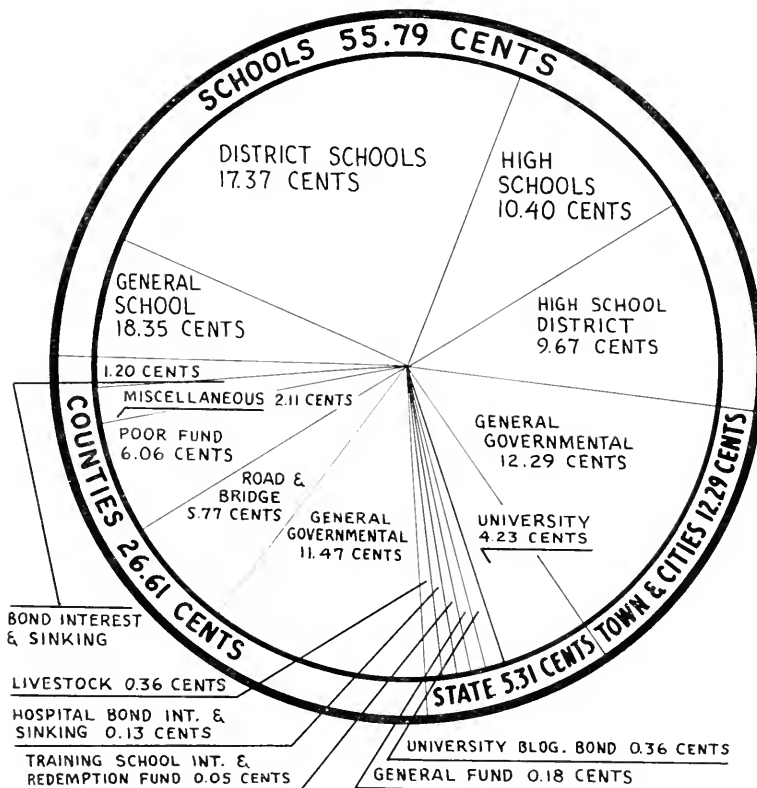 SCHOOLS 55.79 CENTS
DISTRICT SCHOOLS
17.37 CENTS
HIGH
SCHOOLS
10.40 CENTS
GENERAL
SCHOOL
18.35 CENTS
HIGH SCHOOL
DISTRICT
9.67 CENTS
1.20 CENTS
MISCELLANEOUS 2.11 CENTS
POOR FUND
6.06 CENTS
GENERAL
GOVERNMENTAL
12.29 CENTS
ROAD &
BRIDGE
5.77 CENTS
GENERAL
GOVERNMENTAL
11.47 CENTS
UNIVERSITY
4.23 CENTS
COUNTIES 26.61 CENTS
STATE 5.31 CENTS
TOWN & CITIES 12.29 CENTS
BOND INTEREST
& SINKING
LIVESTOCK 0.36 CENTS
HOSPITAL BOND INT. &
SINKING 0.13 CENTS
TRAINING SCHOOL INT. &
REDEMPTION FUND 0.05 CENTS
UNIVERSITY BLDG. BOND 0.36 CENTS
GENERAL FUND 0.18 CENTS